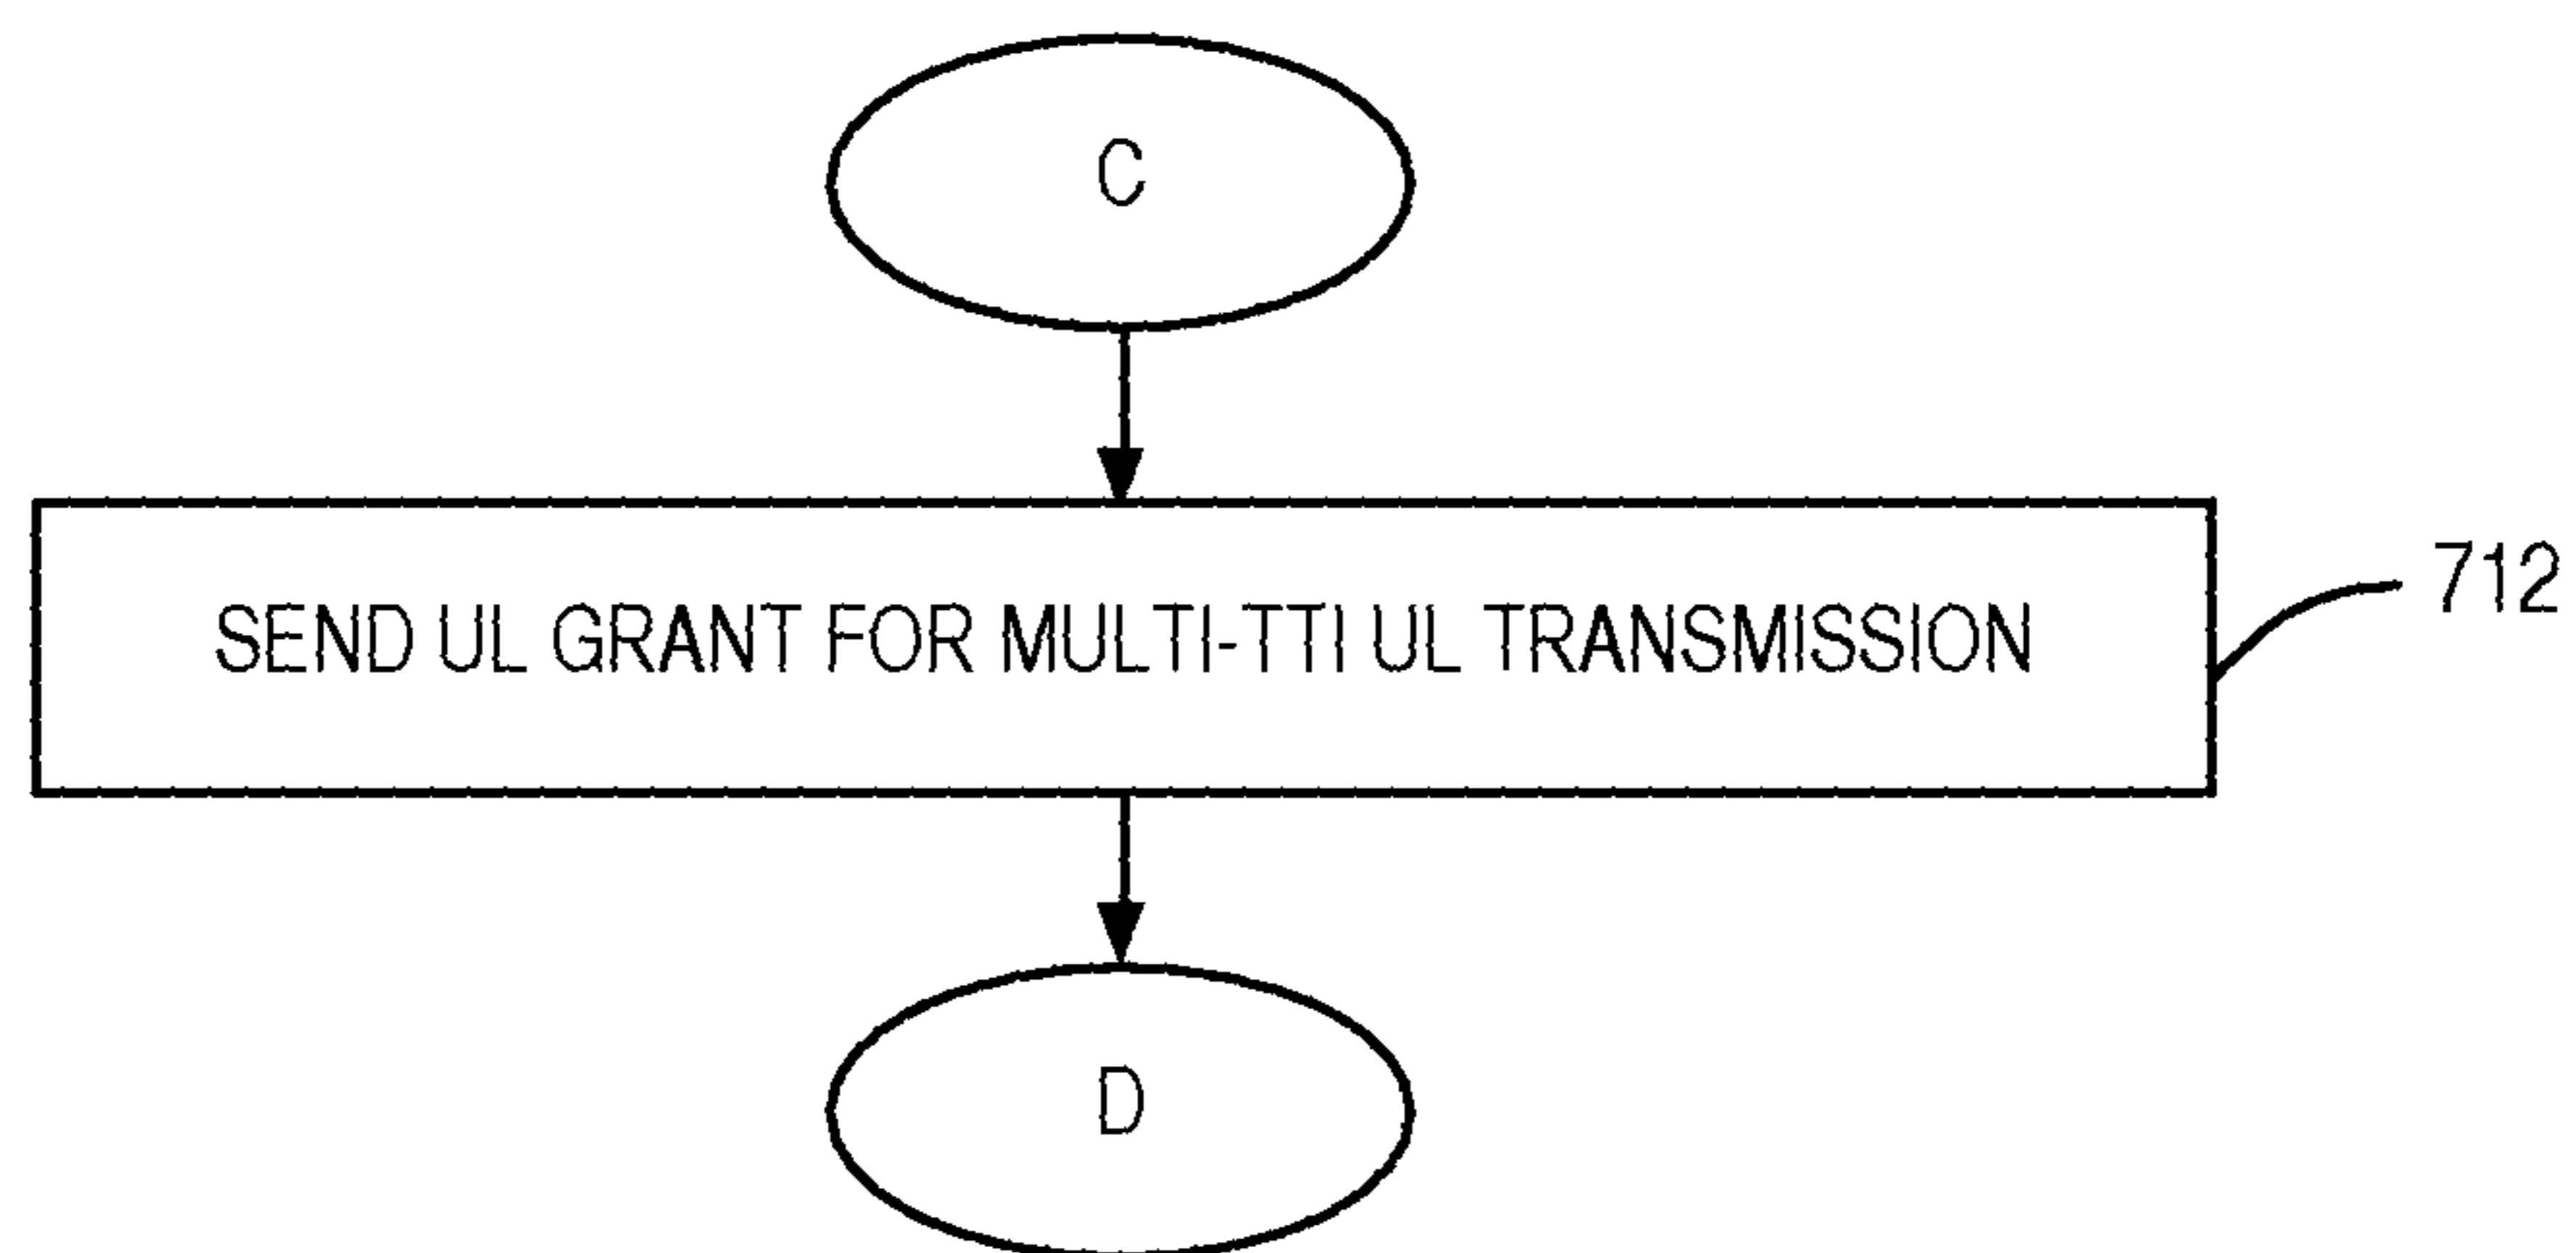 C
SEND UL GRANT FOR MULTI-TTI UL TRANSMISSION
712
D